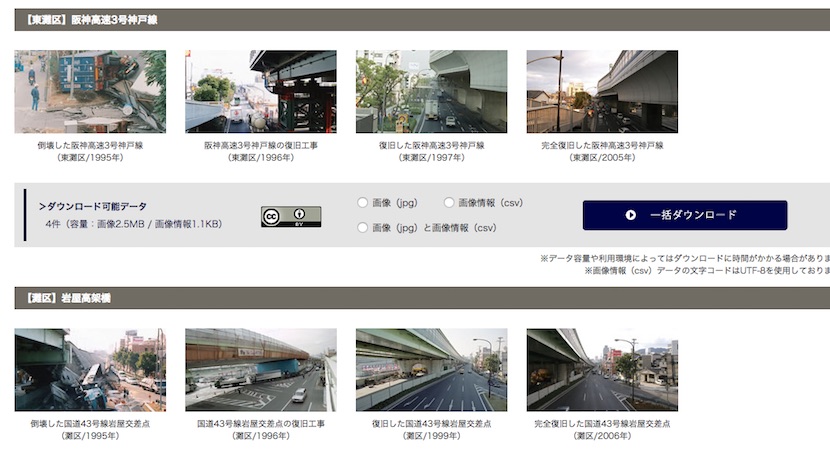 【東灘区】阪神高速3号神戸線
倒壊した阪神高速3号神戸線
（東灘区/1995年）
阪神高速3号神戸線の復旧工事
（東灘区/1996年）
復旧した阪神高速3号神戸線
（東灘区/1997年）
完全復旧した阪神高速3号神戸線
（東灘区/2005年）
＞ダウンロード可能データ
4件（容量：画像2.5MB / 画像情報1.1KB）
cc
BY
画像（jpg）
画像情報（csv）
画像（jpg）と画像情報（csv）
一括ダウンロード
※データ容量や利用環境によってはダウンロードに時間がかかる場合があります
※画像情報（csv）データの文字コードはUTF-8を使用しておりま
【灘区】岩屋高架橋
倒壊した国道43号線岩屋交差点
（灘区/1995年）
国道43号線岩屋交差点の復旧工事
（灘区/1996年）
復旧した国道43号線岩屋交差点
（灘区/1999年）
完全復旧した国道43号線岩屋交差点
（灘区/2006年）